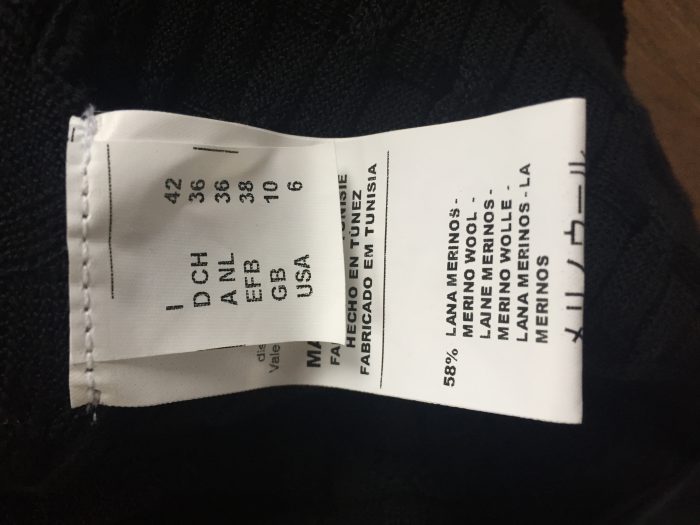 I 42
D CH 36
A NL 36
EFB 38
GB 10
USA 6
HECHO EN TÚNEZ
FABRICADO EM TUNISIA
58% LANA MERINOS -
MERINO WOOL -
LAINE MERINOS -
MERINO WOLLE -
LANA MERINOS - LA
MERINOS
メリノウール